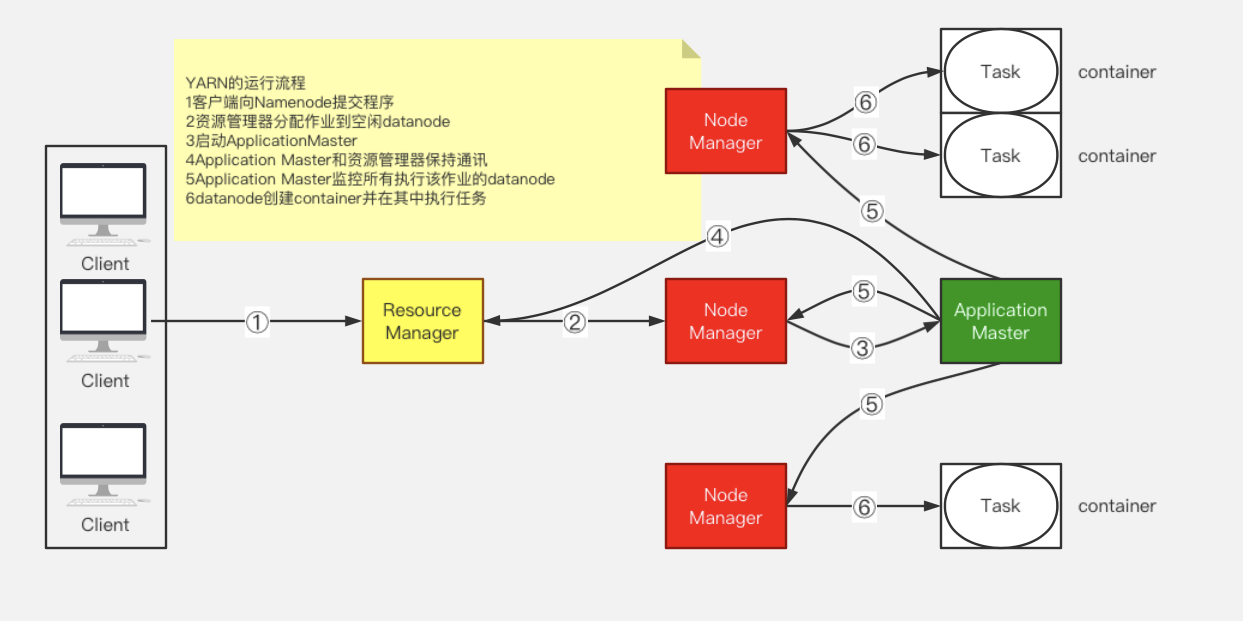 YARN的运行流程
1客户端向Namenode提交程序
2资源管理器分配作业到空闲datanode
3启动ApplicationMaster
4Application Master和资源管理器保持通讯
5Application Master监控所有执行该作业的datanode
6datanode创建container并在其中执行任务
Client
Client
Client
①
Resource
Manager
②
④
Node
Manager
⑥
⑥
Task
container
Task
container
⑤
Node
Manager
⑤
③
Application
Master
⑤
Node
Manager
⑥
Task
container